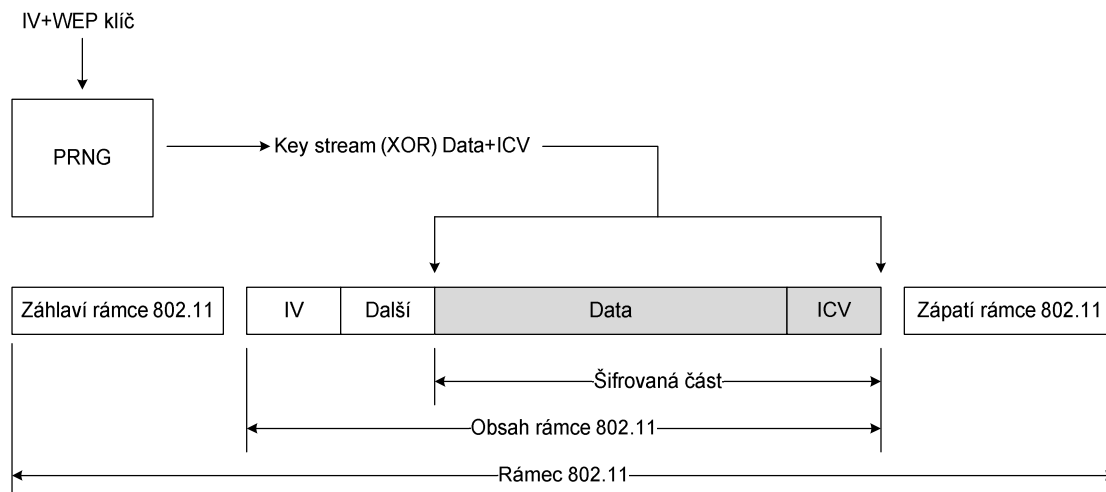 IV+WEP klíč
PRNG
Key stream (XOR) Data+ICV
Záhlaví rámce 802.11
IV
Další
Data
ICV
Zápatí rámce 802.11
Šifrovaná část
Obsah rámce 802.11
Rámec 802.11